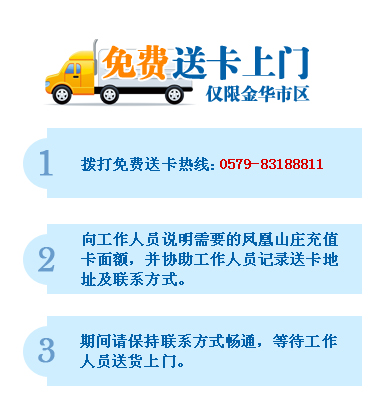 免费送卡上门
仅限金华市区
1
拨打免费送卡热线：0579-83188811
2
向工作人员说明需要的凤凰山庄充值
卡面额，并协助工作人员记录送卡地
址及联系方式。
3
期间请保持联系方式畅通，等待工作
人员送货上门。